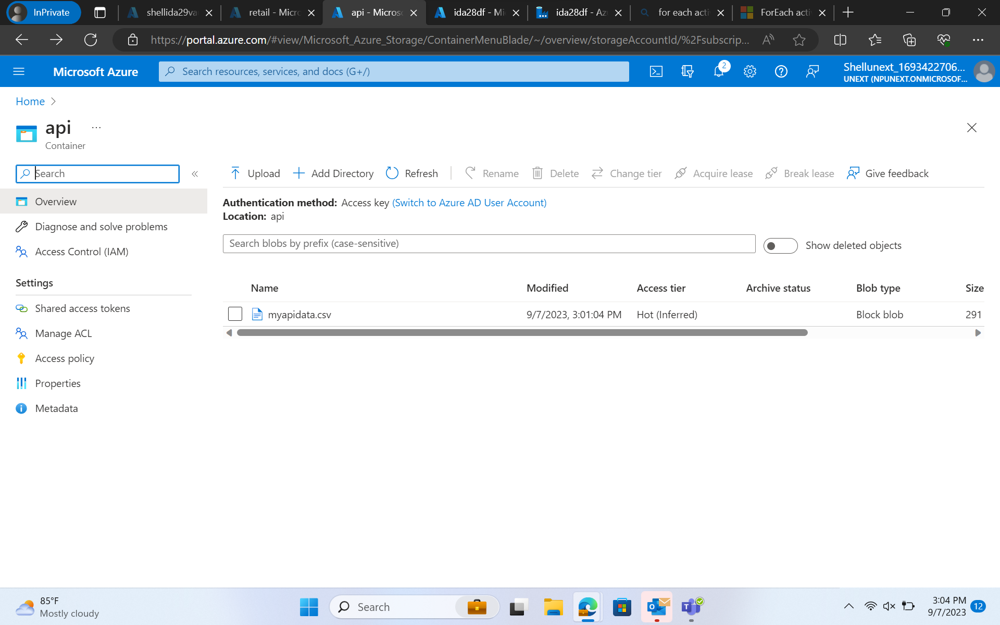 InPrivate
shellida29va
retail - Micro
api - Micros
ida28df - Mi
ida28df - Az
for each acti
ForEach acti
https://portal.azure.com/#view/Microsoft_Azure_Storage/ContainerMenuBlade/~/overview/storageAccountId/%2Fsubscrip...
Microsoft Azure
Search resources, services, and docs (G+/)
2
Shellunext_1693422706...
UNEXT (NPUNEXT.ONMICROSOF...
Home
api
...
Container
Search
Upload
Add Directory
Refresh
Rename
Delete
Change tier
Acquire lease
Break lease
Give feedback
Overview
Diagnose and solve problems
Access Control (IAM)
Settings
Shared access tokens
Manage ACL
Access policy
Properties
Metadata
Authentication method: Access key (Switch to Azure AD User Account)
Location: api
Search blobs by prefix (case-sensitive)
Show deleted objects
Name Modified Access tier Archive status Blob type Size
myapidata.csv 9/7/2023, 3:01:04 PM Hot (Inferred) Block blob 291
85°F
Mostly cloudy
Search
3:04 PM
9/7/2023
12